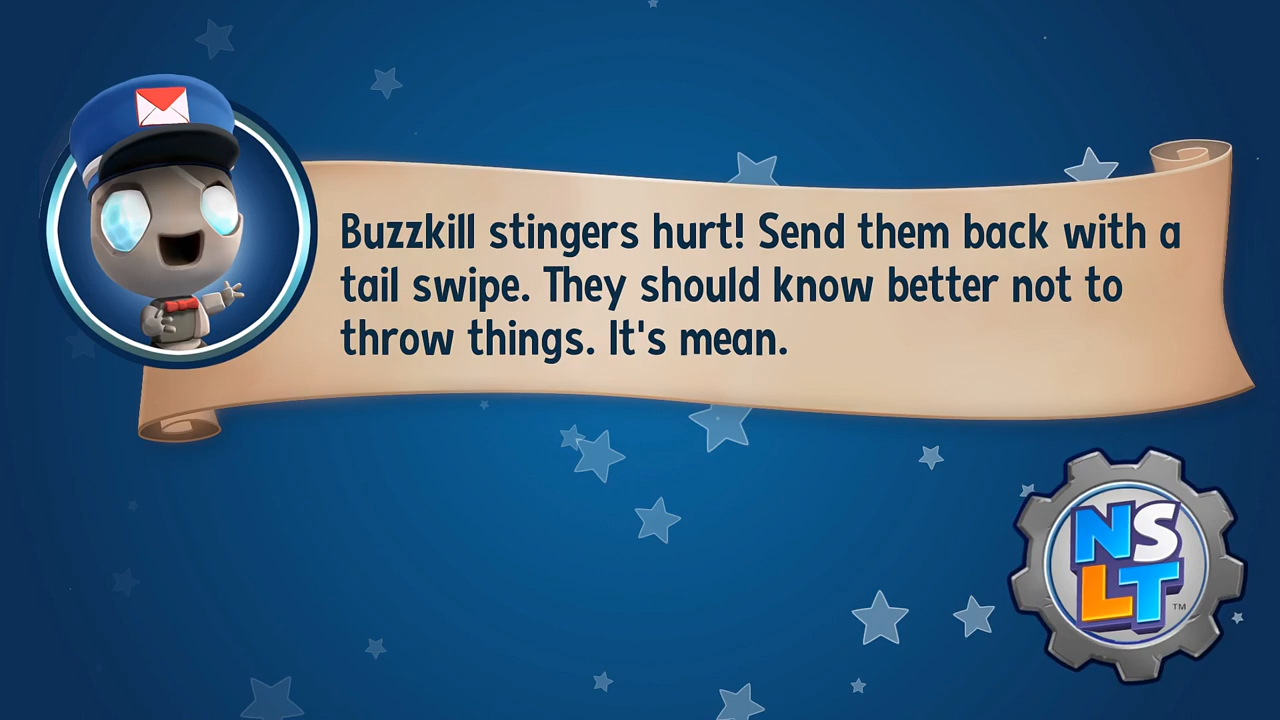 Buzzkill stingers hurt! Send them back with a
tail swipe. They should know better not to
throw things. It's mean.
NS
LT
TM